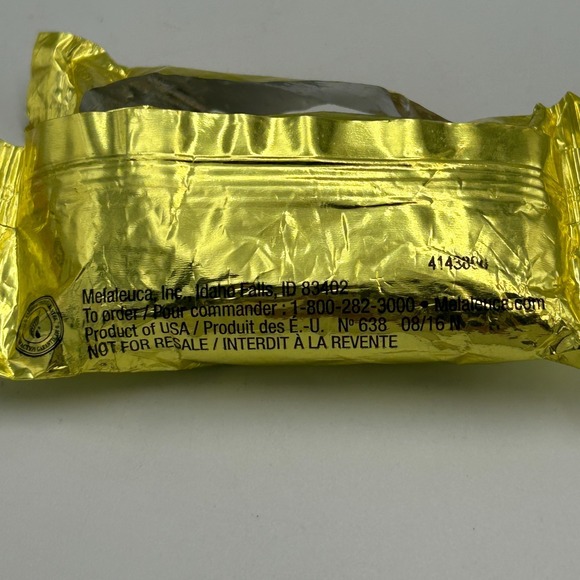 Melaleuca, Inc., Idaho Falls, ID 83402
To order / Pour commander : 1-800-282-3000 • Melaleuca.com
Product of USA / Produit des É.-U. Nº 638 08/16 N
NOT FOR RESALE / INTERDIT À LA REVENTE